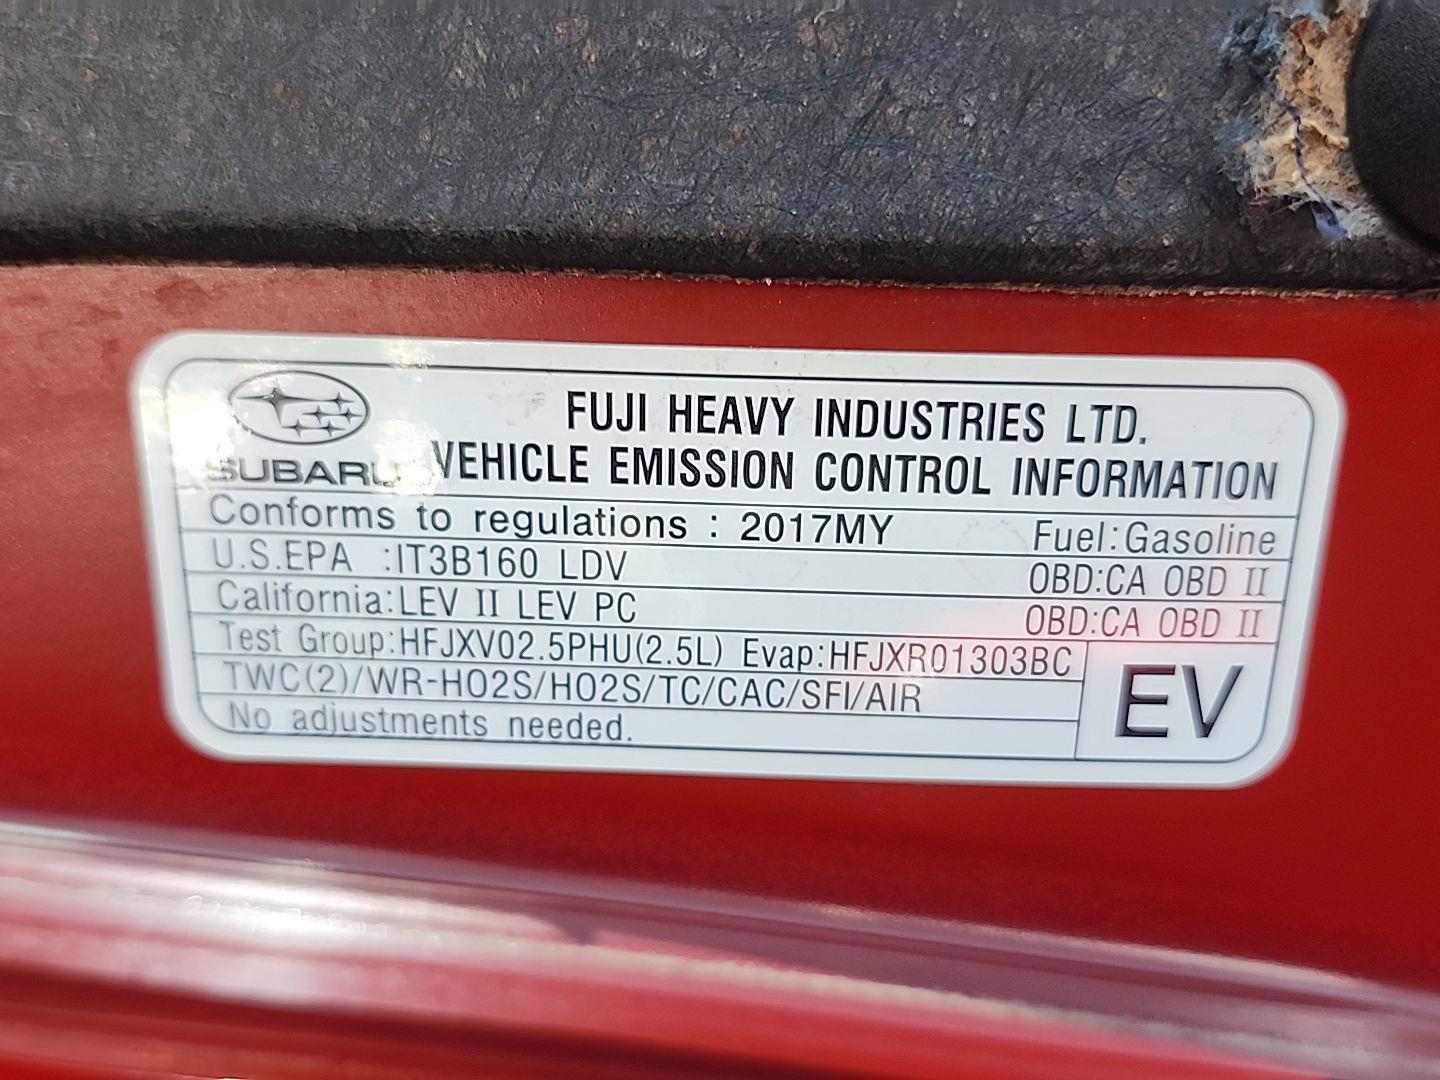 FUJI HEAVY INDUSTRIES LTD.
SUBARU VEHICLE EMISSION CONTROL INFORMATION
Conforms to regulations : 2017MY Fuel:Gasoline
U.S.EPA :IT3B160 LDV OBD:CA OBD II
California:LEV II LEV PC OBD:CA OBD II
Test Group:HFJXV02.5PHU(2.5L) Evap:HFJXR01303BC
TWC(2)/WR-HO2S/HO2S/TC/CAC/SFI/AIR
EV
No adjustments needed.